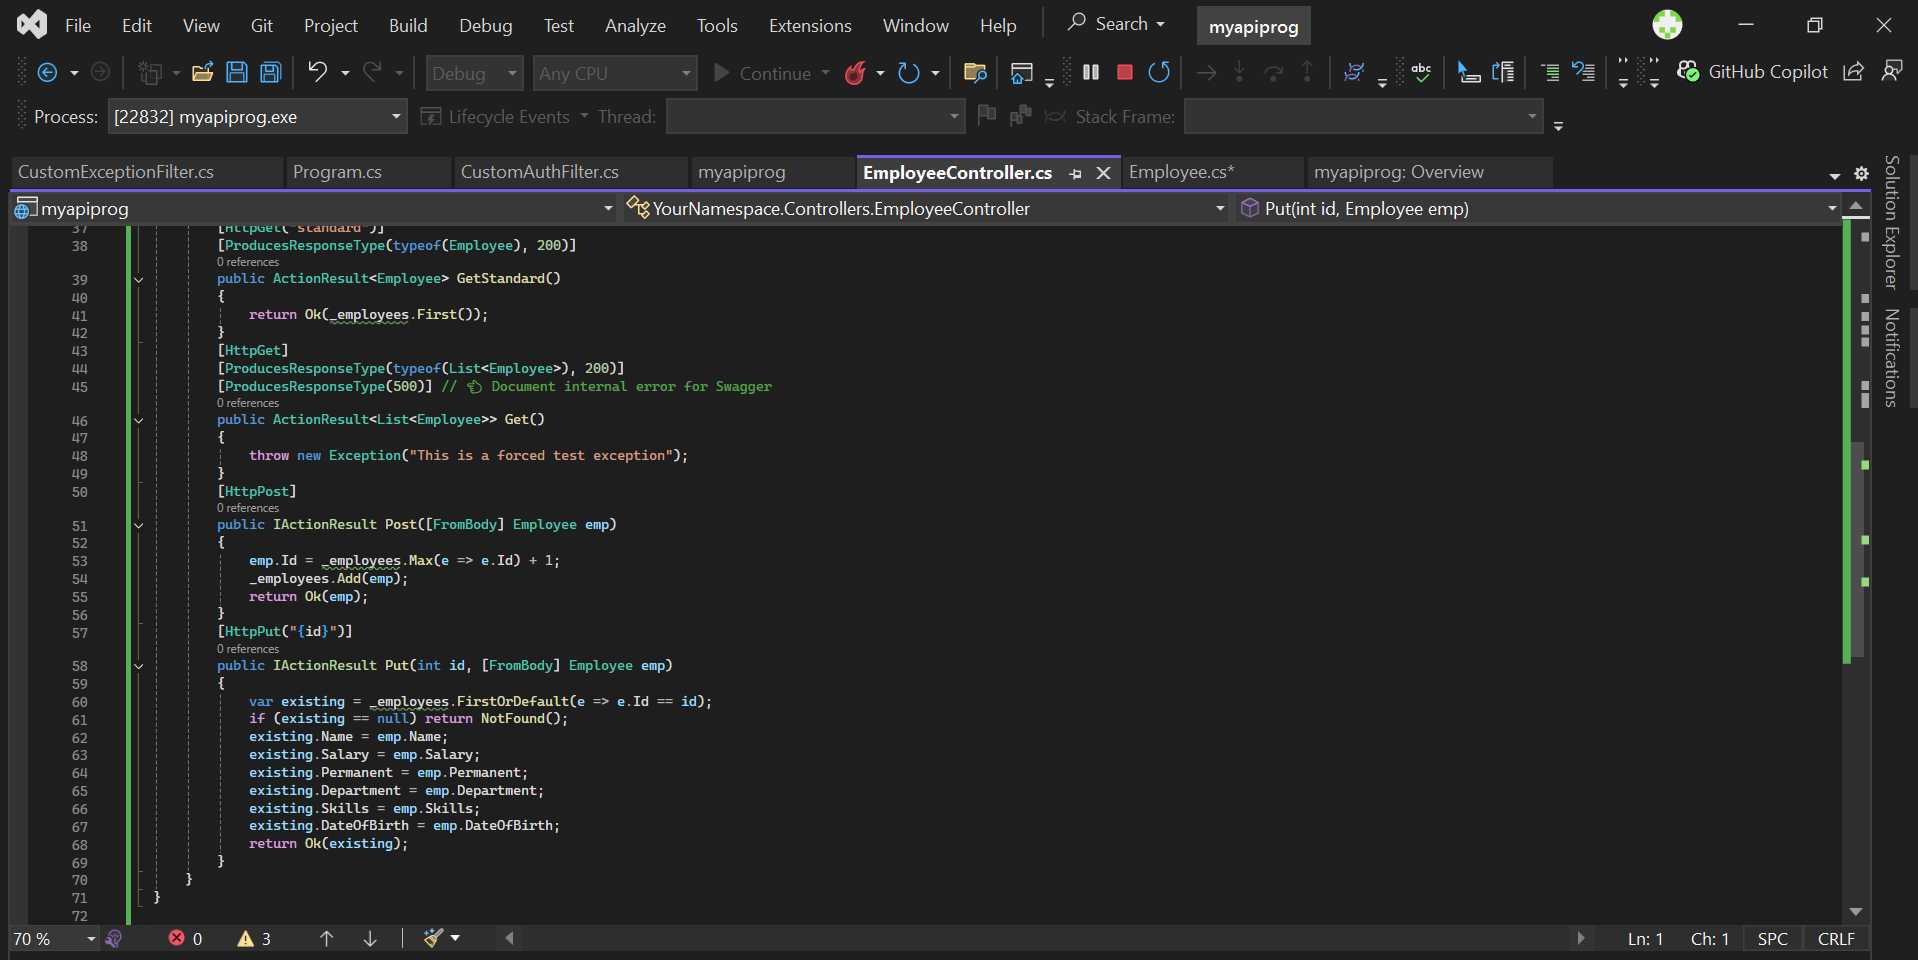 File Edit View Git Project Build Debug Test Analyze Tools Extensions Window Help Search myapiprog
Debug Any CPU Continue abc GitHub Copilot
Process: [22832] myapiprog.exe Lifecycle Events Thread: Stack Frame:
CustomExceptionFilter.cs Program.cs CustomAuthFilter.cs myapiprog EmployeeController.cs Employee.cs* myapiprog: Overview
myapiprog YourNamespace.Controllers.EmployeeController Put(int id, Employee emp)
Solution Explorer
Notifications
37 [HttpGet("standard")]
38 [ProducesResponseType(typeof(Employee), 200)]
0 references
39 public ActionResult<Employee> GetStandard()
40 {
41 return Ok(_employees.First());
42 }
43 [HttpGet]
44 [ProducesResponseType(typeof(List<Employee>), 200)]
45 [ProducesResponseType(500)] // 👈 Document internal error for Swagger
0 references
46 public ActionResult<List<Employee>> Get()
47 {
48 throw new Exception("This is a forced test exception");
49 }
50 [HttpPost]
0 references
51 public IActionResult Post([FromBody] Employee emp)
52 {
53 emp.Id = _employees.Max(e => e.Id) + 1;
54 _employees.Add(emp);
55 return Ok(emp);
56 }
57 [HttpPut("{id}")]
0 references
58 public IActionResult Put(int id, [FromBody] Employee emp)
59 {
60 var existing = _employees.FirstOrDefault(e => e.Id == id);
61 if (existing == null) return NotFound();
62 existing.Name = emp.Name;
63 existing.Salary = emp.Salary;
64 existing.Permanent = emp.Permanent;
65 existing.Department = emp.Department;
66 existing.Skills = emp.Skills;
67 existing.DateOfBirth = emp.DateOfBirth;
68 return Ok(existing);
69 }
70 }
71 }
72
70 % 0 3 Ln: 1 Ch: 1 SPC CRLF